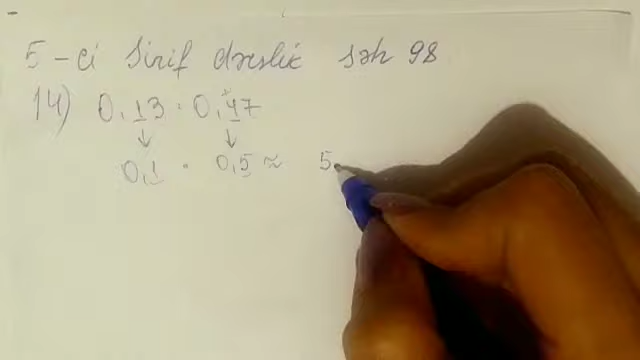 5-ci sinif dərslik səh 98
14) 0,13 · 0,47
0,1 · 0,5 ≈ 5